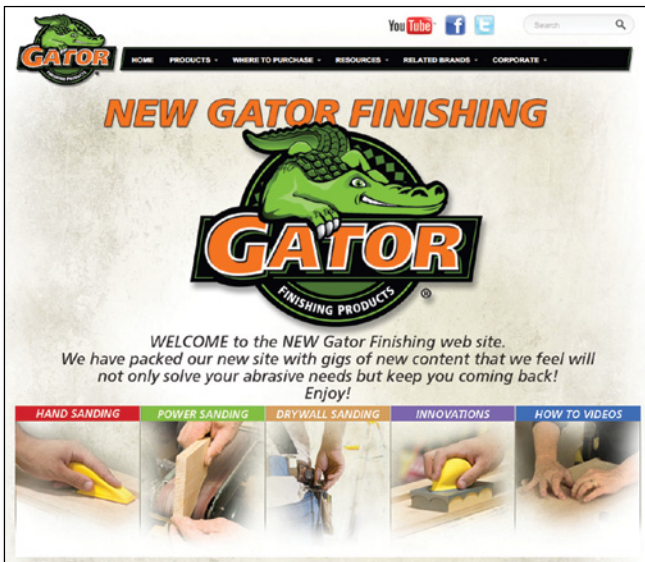 GATOR
FINISHING PRODUCTS
®
You Tube
f
t
Search
HOME PRODUCTS WHERE TO PURCHASE RESOURCES RELATED BRANDS CORPORATE
NEW GATOR FINISHING
GATOR
FINISHING PRODUCTS
®
WELCOME to the NEW Gator Finishing web site.
We have packed our new site with gigs of new content that we feel will
not only solve your abrasive needs but keep you coming back!
Enjoy!
HAND SANDING POWER SANDING DRYWALL SANDING INNOVATIONS HOW TO VIDEOS